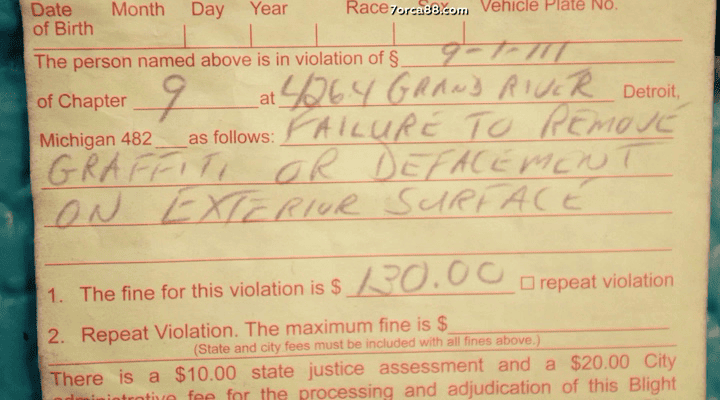 Date Month Day Year Race Sex Vehicle Plate No.
7orca88.com
of Birth
The person named above is in violation of § 9-1-111
of Chapter 9 at 4264 GRAND RIVER Detroit,
Michigan 482 as follows: FAILURE TO REMOVE
GRAFFITI OR DEFACEMENT
ON EXTERIOR SURFACE
1. The fine for this violation is $ 130.00 □ repeat violation
2. Repeat Violation. The maximum fine is $
(State and city fees must be included with all fines above.)
There is a $10.00 state justice assessment and a $20.00 City
administrative fee for the processing and adjudication of this Blight